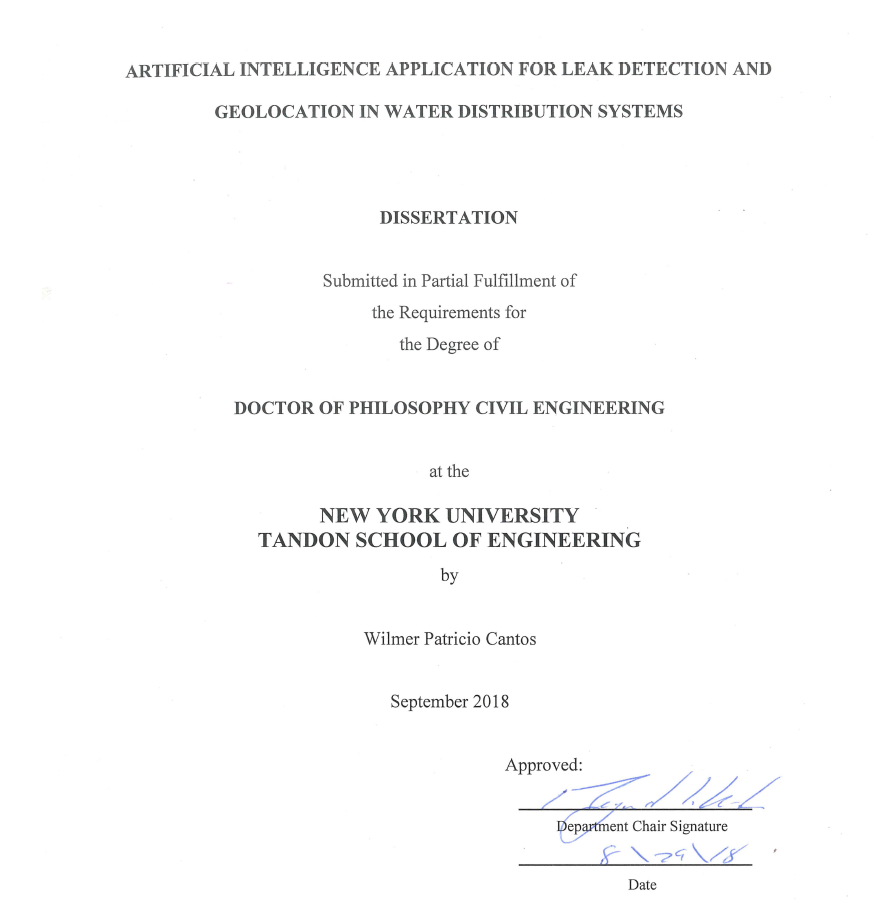 ARTIFICIAL INTELLIGENCE APPLICATION FOR LEAK DETECTION AND
GEOLOCATION IN WATER DISTRIBUTION SYSTEMS
DISSERTATION
Submitted in Partial Fulfillment of
the Requirements for
the Degree of
DOCTOR OF PHILOSOPHY CIVIL ENGINEERING
at the
NEW YORK UNIVERSITY
TANDON SCHOOL OF ENGINEERING
by
Wilmer Patricio Cantos
September 2018
Approved:
Department Chair Signature
8\29\18
Date